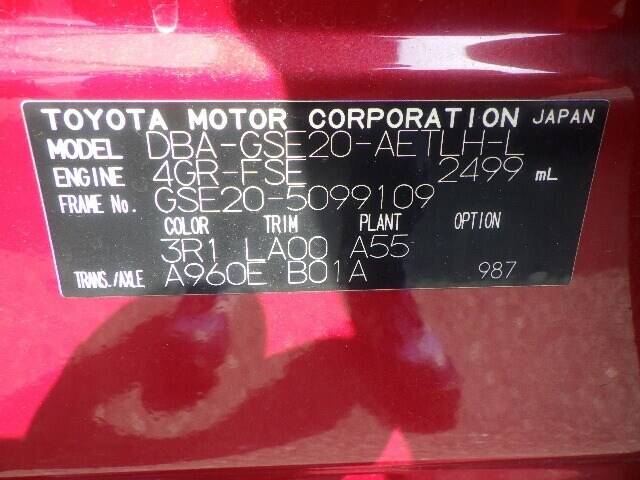 TOYOTA MOTOR CORPORATION JAPAN
MODEL DBA-GSE20-AETLH-L
ENGINE 4GR-FSE 2499 mL
FRAME No. GSE20-5099109
COLOR TRIM PLANT OPTION
3R1 LA00 A55
TRANS./AXLE A960E B01A 987